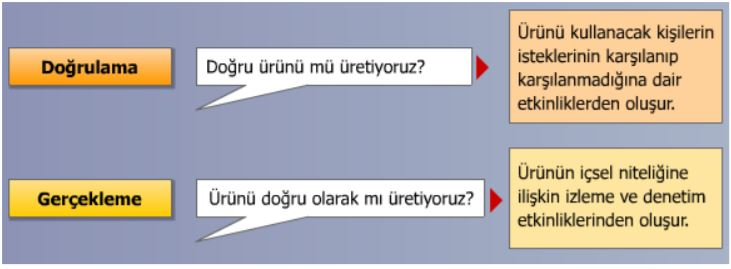 Doğrulama
Doğru ürünü mü üretiyoruz?
Ürünü kullanacak kişilerin
isteklerinin karşılanıp
karşılanmadığına dair
etkinliklerden oluşur.
Gerçekleme
Ürünü doğru olarak mı üretiyoruz?
Ürünün içsel niteliğine
ilişkin izleme ve denetim
etkinliklerinden oluşur.